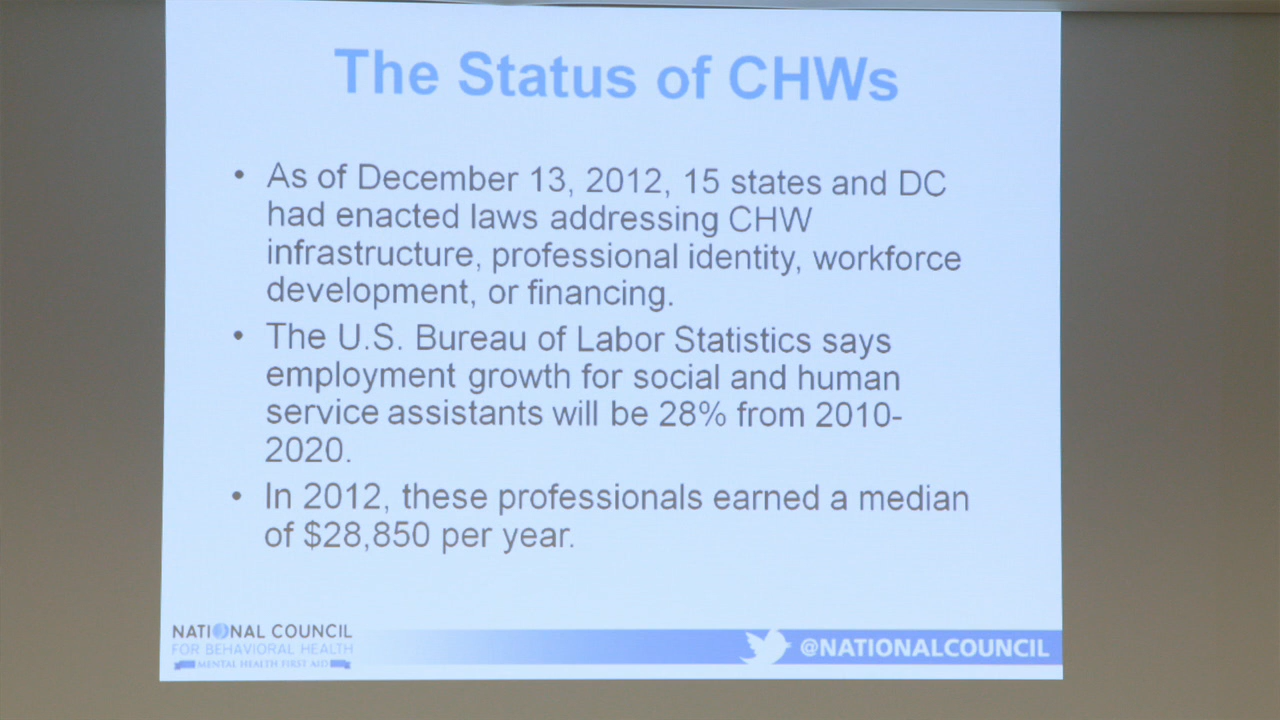 The Status of CHWs
• As of December 13, 2012, 15 states and DC
had enacted laws addressing CHW
infrastructure, professional identity, workforce
development, or financing.
• The U.S. Bureau of Labor Statistics says
employment growth for social and human
service assistants will be 28% from 2010-
2020.
• In 2012, these professionals earned a median
of $28,850 per year.
NATIONAL COUNCIL
FOR BEHAVIORAL HEALTH
MENTAL HEALTH FIRST AID
@NATIONALCOUNCIL